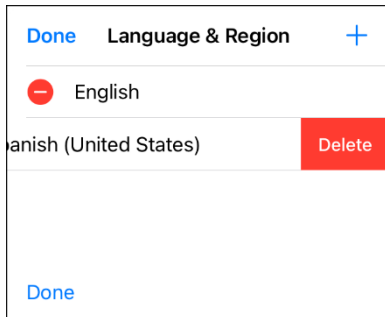 Done Language & Region +
English
panish (United States) Delete
Done